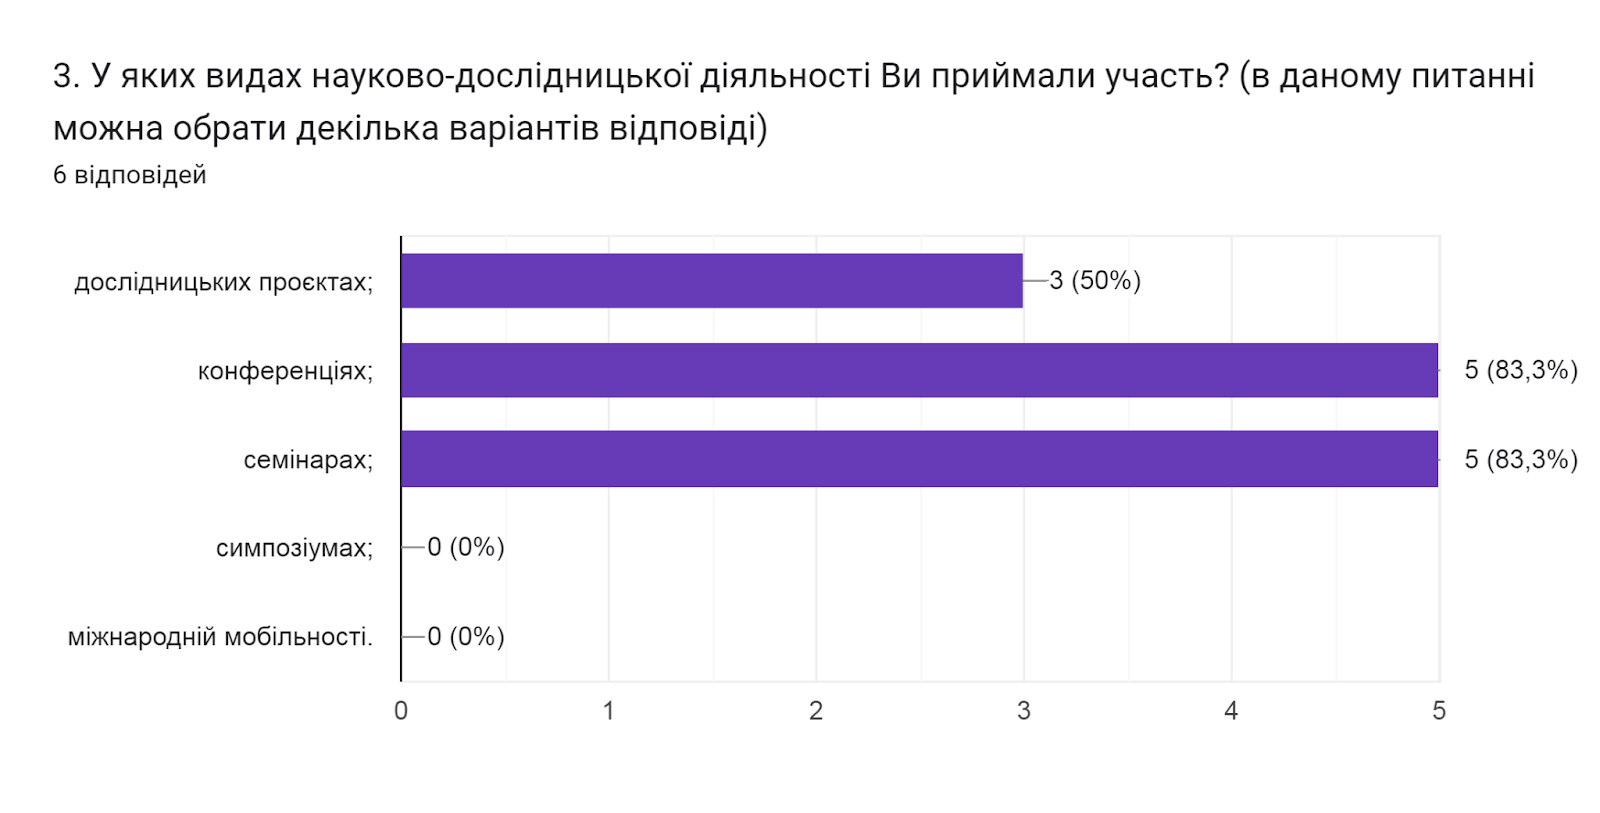 3. У яких видах науково-дослідницької діяльності Ви приймали участь? (в даному питанні
можна обрати декілька варіантів відповіді)
6 відповідей
дослідницьких проєктах;
3 (50%)
конференціях;
5 (83,3%)
семінарах;
5 (83,3%)
симпозіумах;
0 (0%)
міжнародній мобільності.
0 (0%)
0 1 2 3 4 5